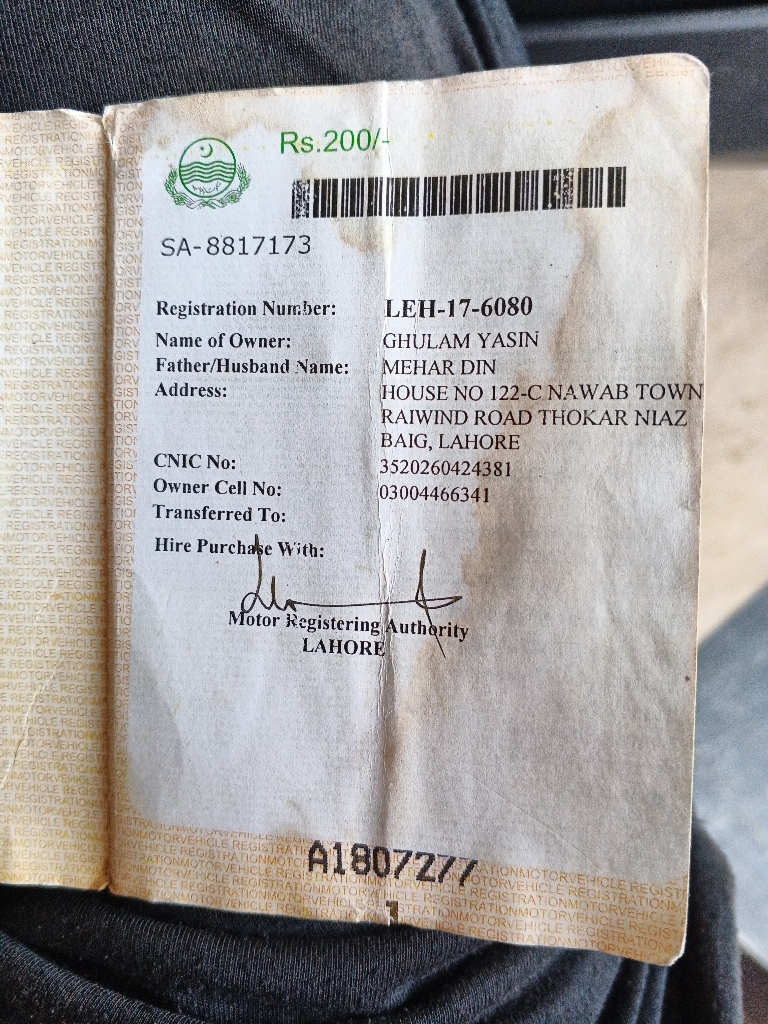 Rs.200/-
SA-8817173
Registration Number: LEH-17-6080
Name of Owner: GHULAM YASIN
Father/Husband Name: MEHAR DIN
Address: HOUSE NO 122-C NAWAB TOWN
RAIWIND ROAD THOKAR NIAZ
BAIG, LAHORE
CNIC No: 3520260424381
Owner Cell No: 03004466341
Transferred To:
Hire Purchase With:
Motor Registering Authority
LAHORE
A1807277